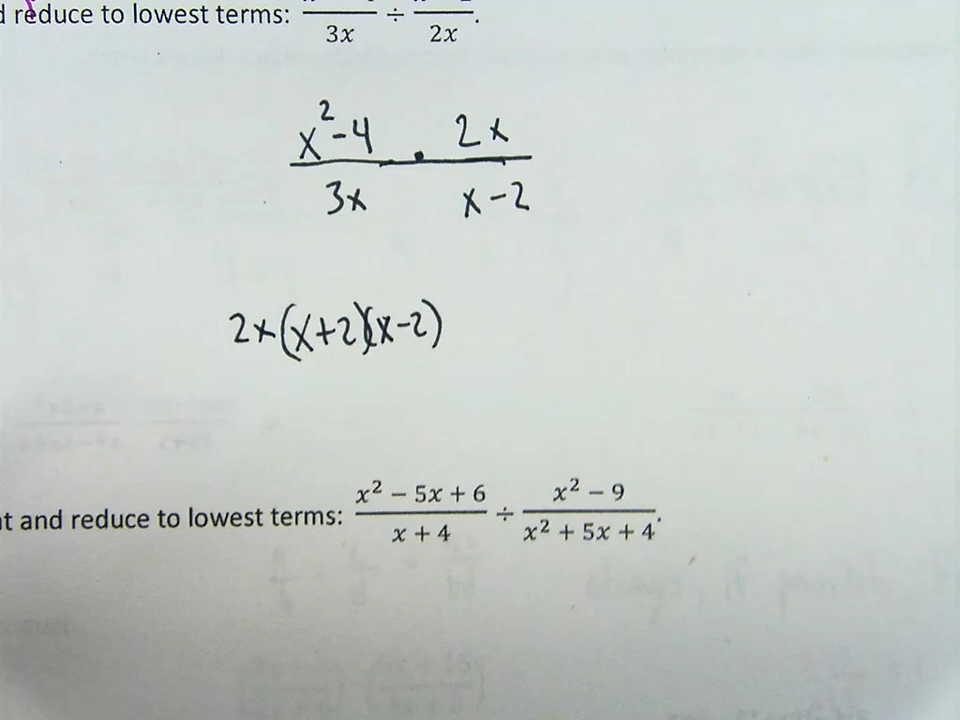 reduce to lowest terms: ──/3x ÷ ──/2x.
x²-4/3x · 2x/x-2
2x(x+2)(x-2)
and reduce to lowest terms: x² − 5x + 6/x + 4 ÷ x² − 9/x² + 5x + 4.